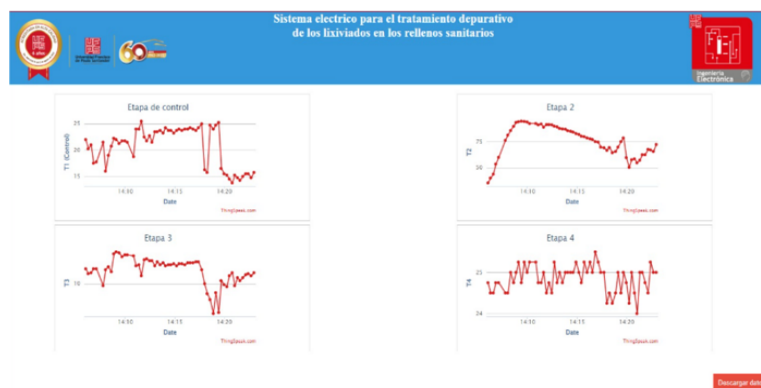 Sistema electrico para el tratamiento depurativo
de los lixiviados en los rellenos sanitarios
Ingeniería
Electrónica
Etapa de control
T1 (Control)
25
20
15
14:10
14:15
14:20
Date
ThingSpeak.com
Etapa 2
T2
75
50
14:10
14:15
14:20
Date
ThingSpeak.com
Etapa 3
T3
14:10
14:15
14:20
Date
ThingSpeak.com
Etapa 4
T4
25
24
14:10
14:15
14:20
Date
ThingSpeak.com
Descargar dato